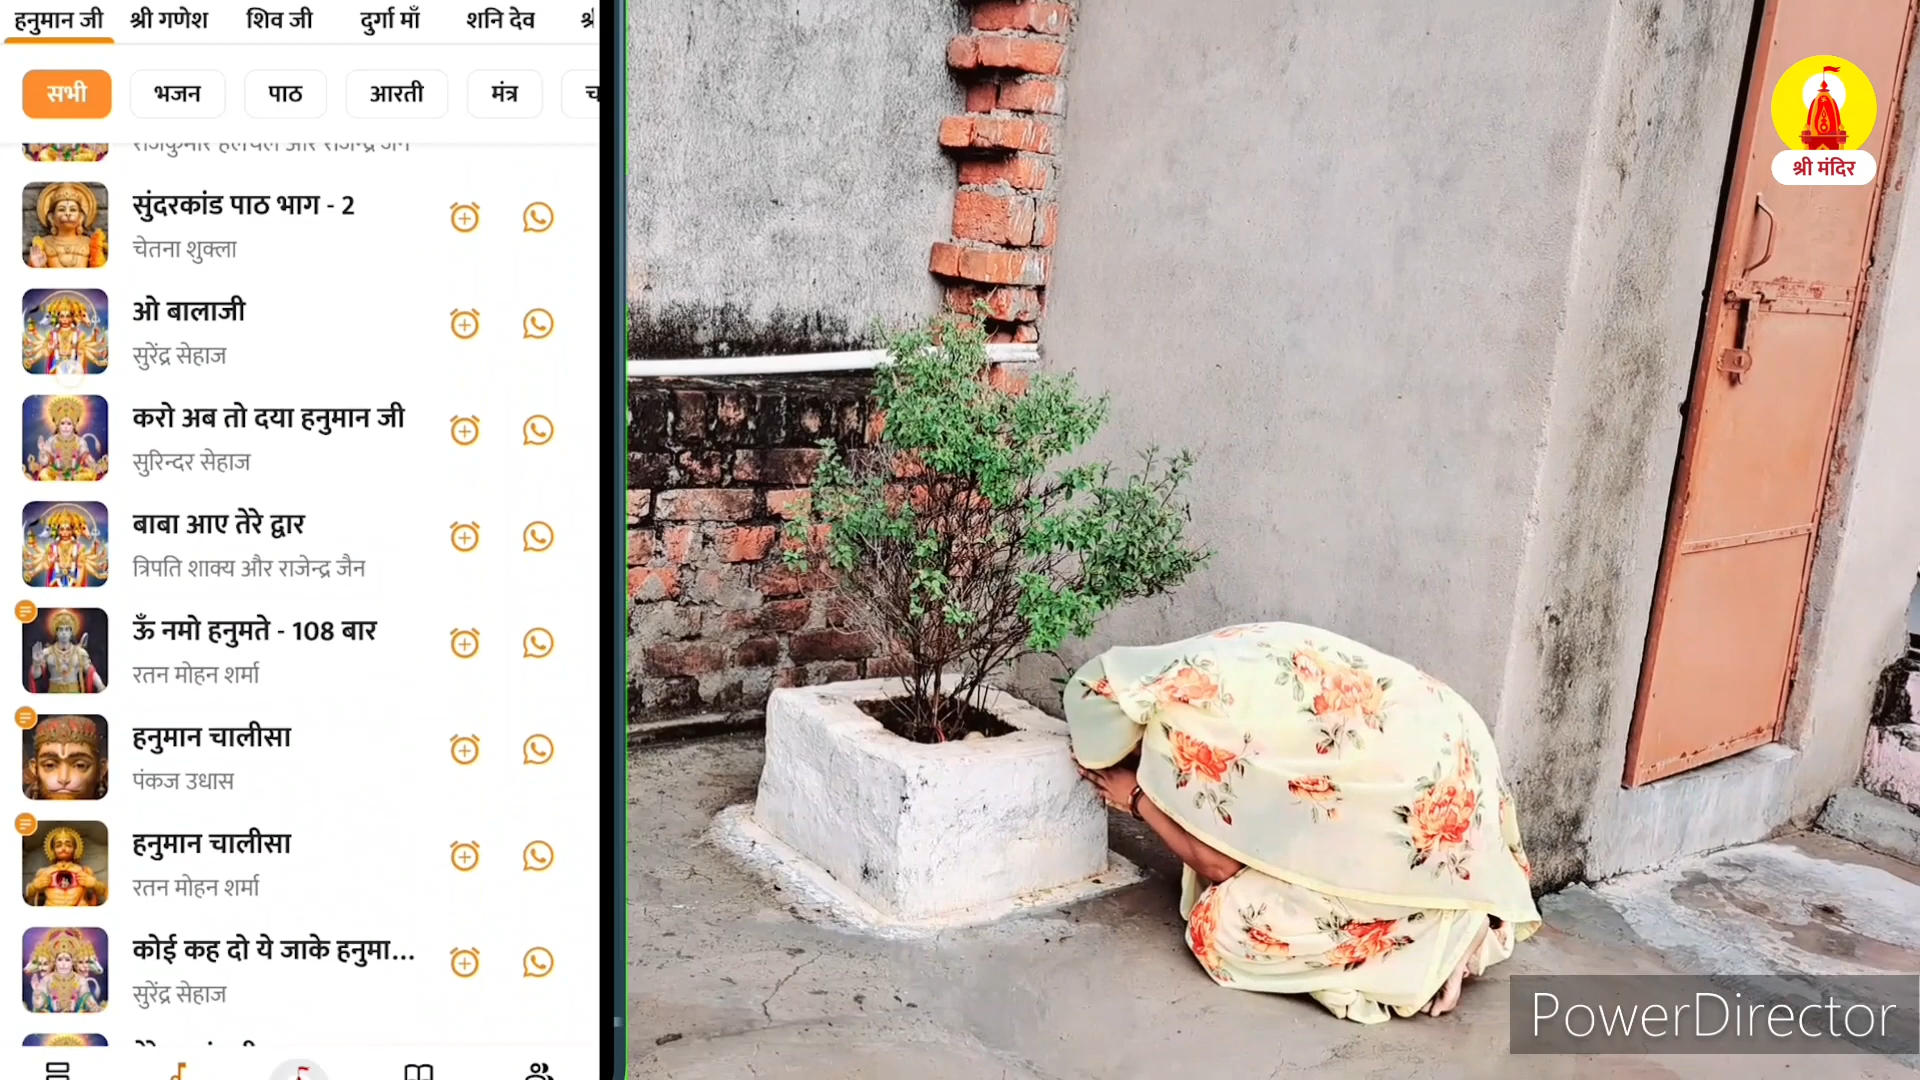 हनुमान जी श्री गणेश शिव जी दुर्गा माँ शनि देव
सभी भजन पाठ आरती मंत्र
सुंदरकांड पाठ भाग - 2
चेतना शुक्ला
ओ बालाजी
सुरेंद्र सेहाज
करो अब तो दया हनुमान जी
सुरिन्दर सेहाज
बाबा आए तेरे द्वार
त्रिपति शाक्य और राजेन्द्र जैन
ऊँ नमो हनुमते - 108 बार
रतन मोहन शर्मा
हनुमान चालीसा
पंकज उधास
हनुमान चालीसा
रतन मोहन शर्मा
कोई कह दो ये जाके हनुमा...
सुरेंद्र सेहाज
श्री मंदिर
PowerDirector